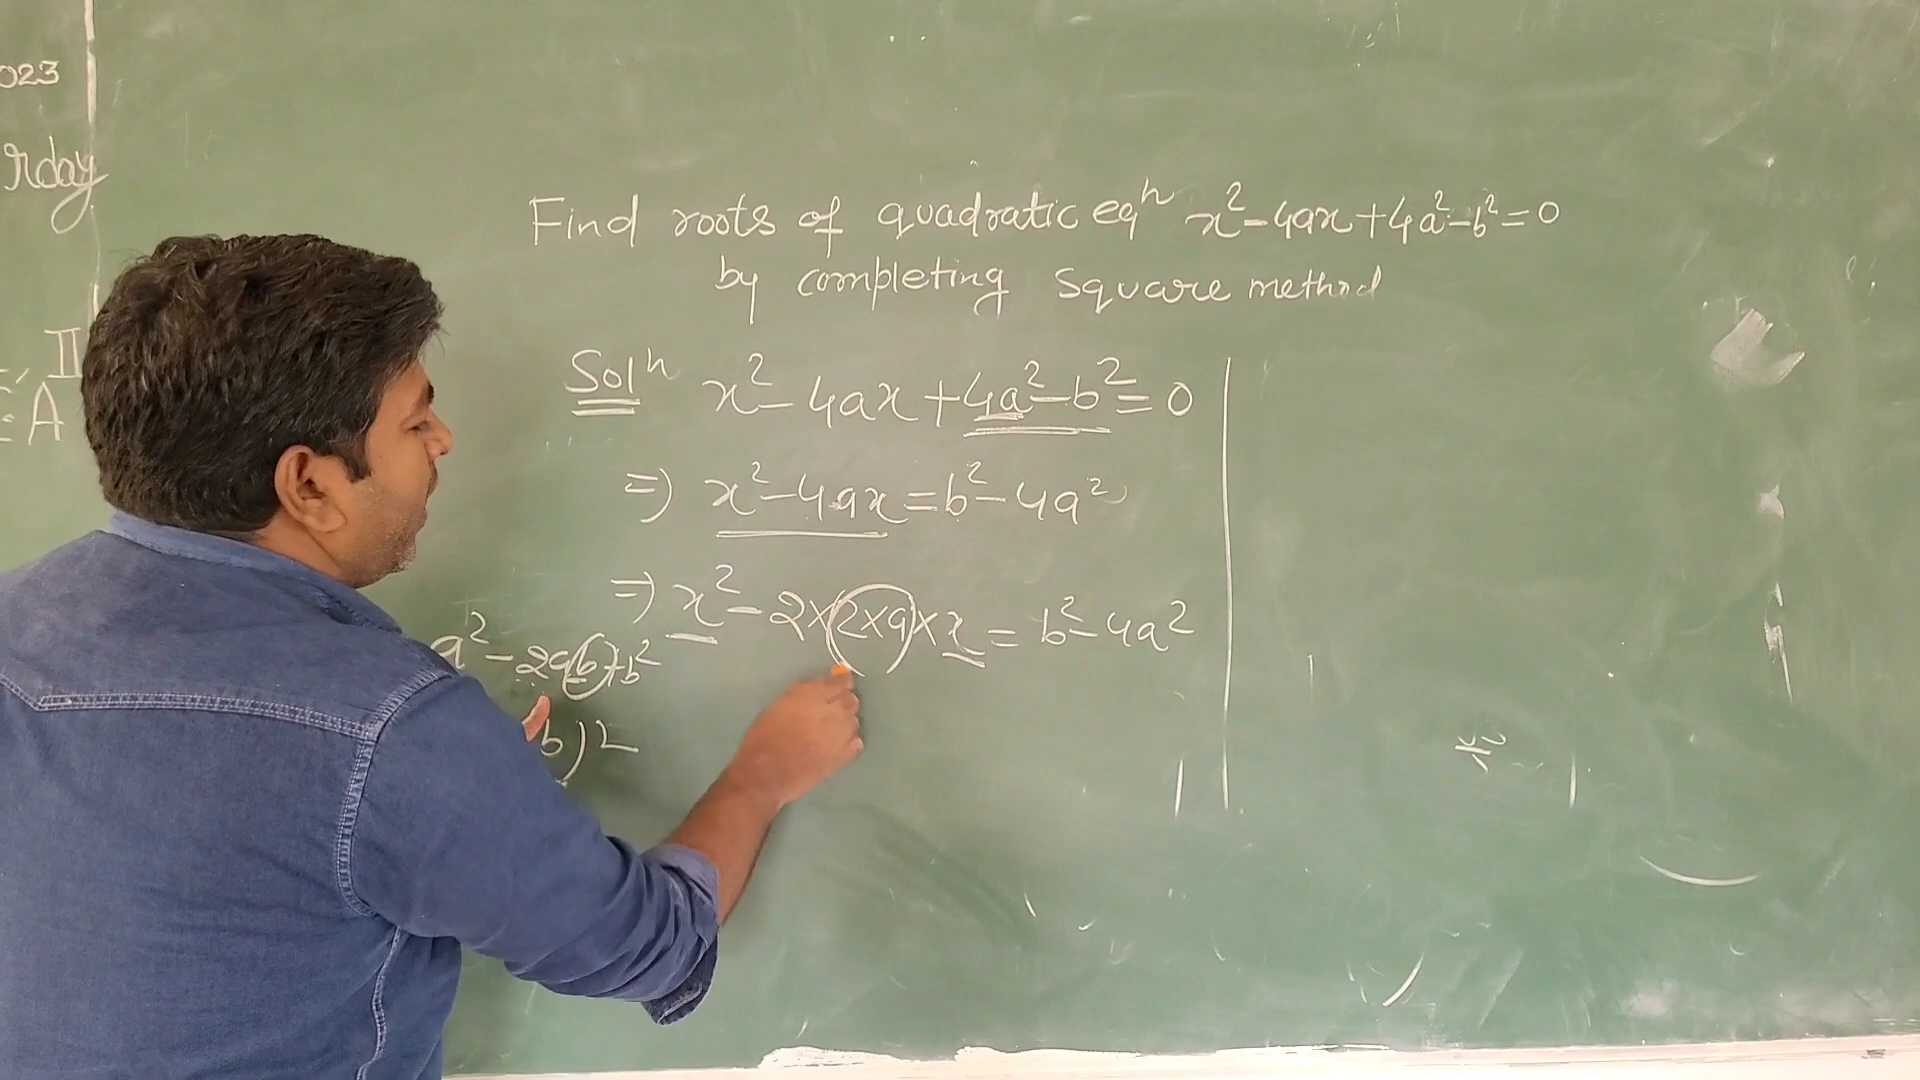 023
rday
II
A
Find roots of quadratic eqⁿ x²-4ax+4a²-b²=0
by completing square method
Solⁿ x²-4ax+4a²-b²=0
=) x²-4ax=b²-4a²
=) x²-2×(2×a)×x=b²-4a²
a²-2ab+b²
b)²